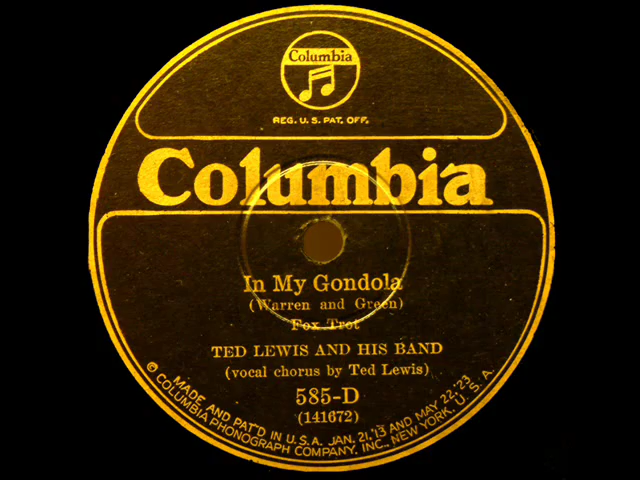 Columbia
REG. U.S. PAT. OFF.
Columbia
In My Gondola
(Warren and Green)
Fox Trot
TED LEWIS AND HIS BAND
(vocal chorus by Ted Lewis)
585-D
(141672)
MADE AND PAT'D IN U.S.A. JAN. 21,'13 AND MAY 22,'23
© COLUMBIA PHONOGRAPH COMPANY, INC., NEW YORK, U.S.A.